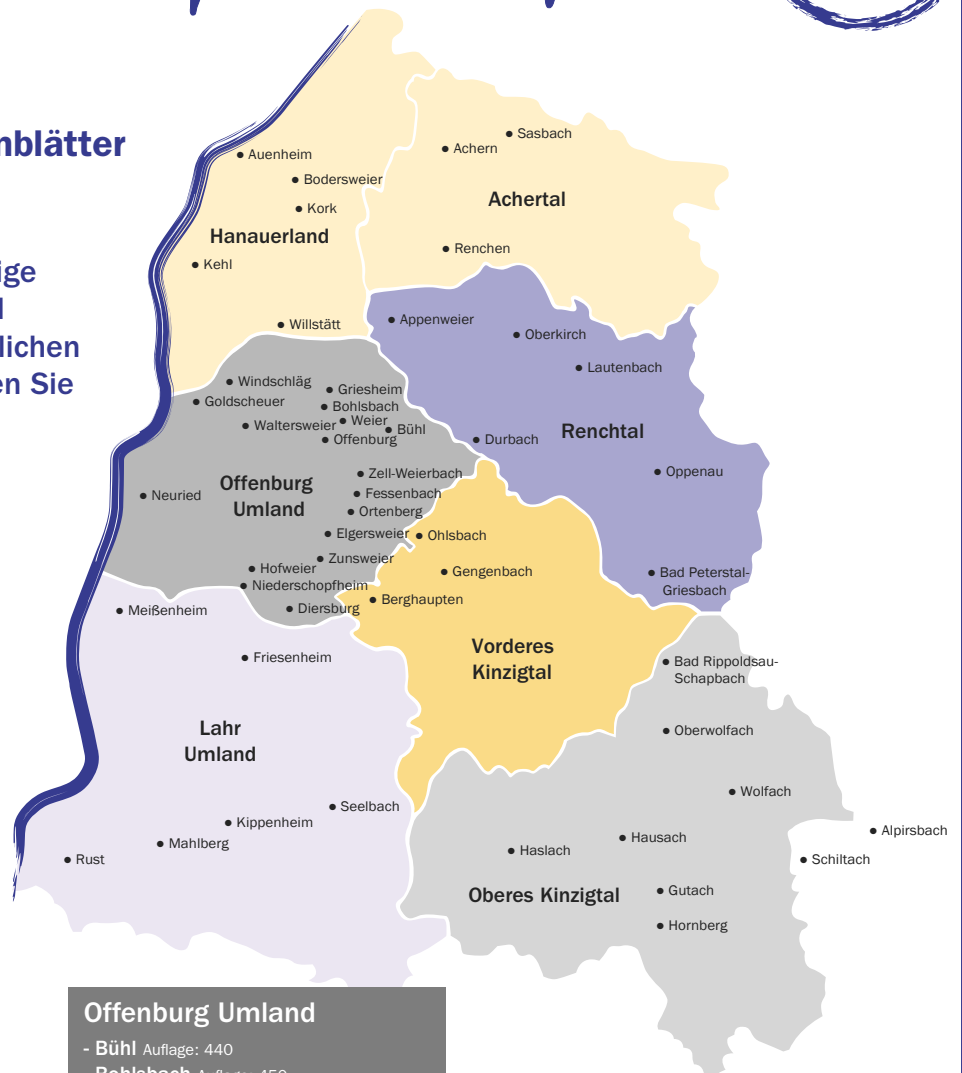 nblätter
ige
l
lichen
en Sie
Sasbach
Achern
Auenheim
Bodersweier
Achertal
Kork
Hanauerland
Renchen
Kehl
Appenweier
Willstätt
Oberkirch
Lautenbach
Windschläg
Griesheim
Goldscheuer
Bohlsbach
Weier
Waltersweier
Bühl
Offenburg
Durbach
Renchtal
Zell-Weierbach
Oppenau
Offenburg
Umland
Neuried
Fessenbach
Ortenberg
Elgersweier
Ohlsbach
Zunsweier
Hofweier
Gengenbach
Bad Peterstal-
Griesbach
Niederschopfheim
Berghaupten
Meißenheim
Diersburg
Vorderes
Kinzigtal
Friesenheim
Bad Rippoldsau-
Schapbach
Lahr
Umland
Oberwolfach
Wolfach
Seelbach
Kippenheim
Alpirsbach
Hausach
Mahlberg
Haslach
Rust
Schiltach
Oberes Kinzigtal
Gutach
Hornberg
Offenburg Umland
- Bühl Auflage: 440
- Bohlsbach Auflage: 450